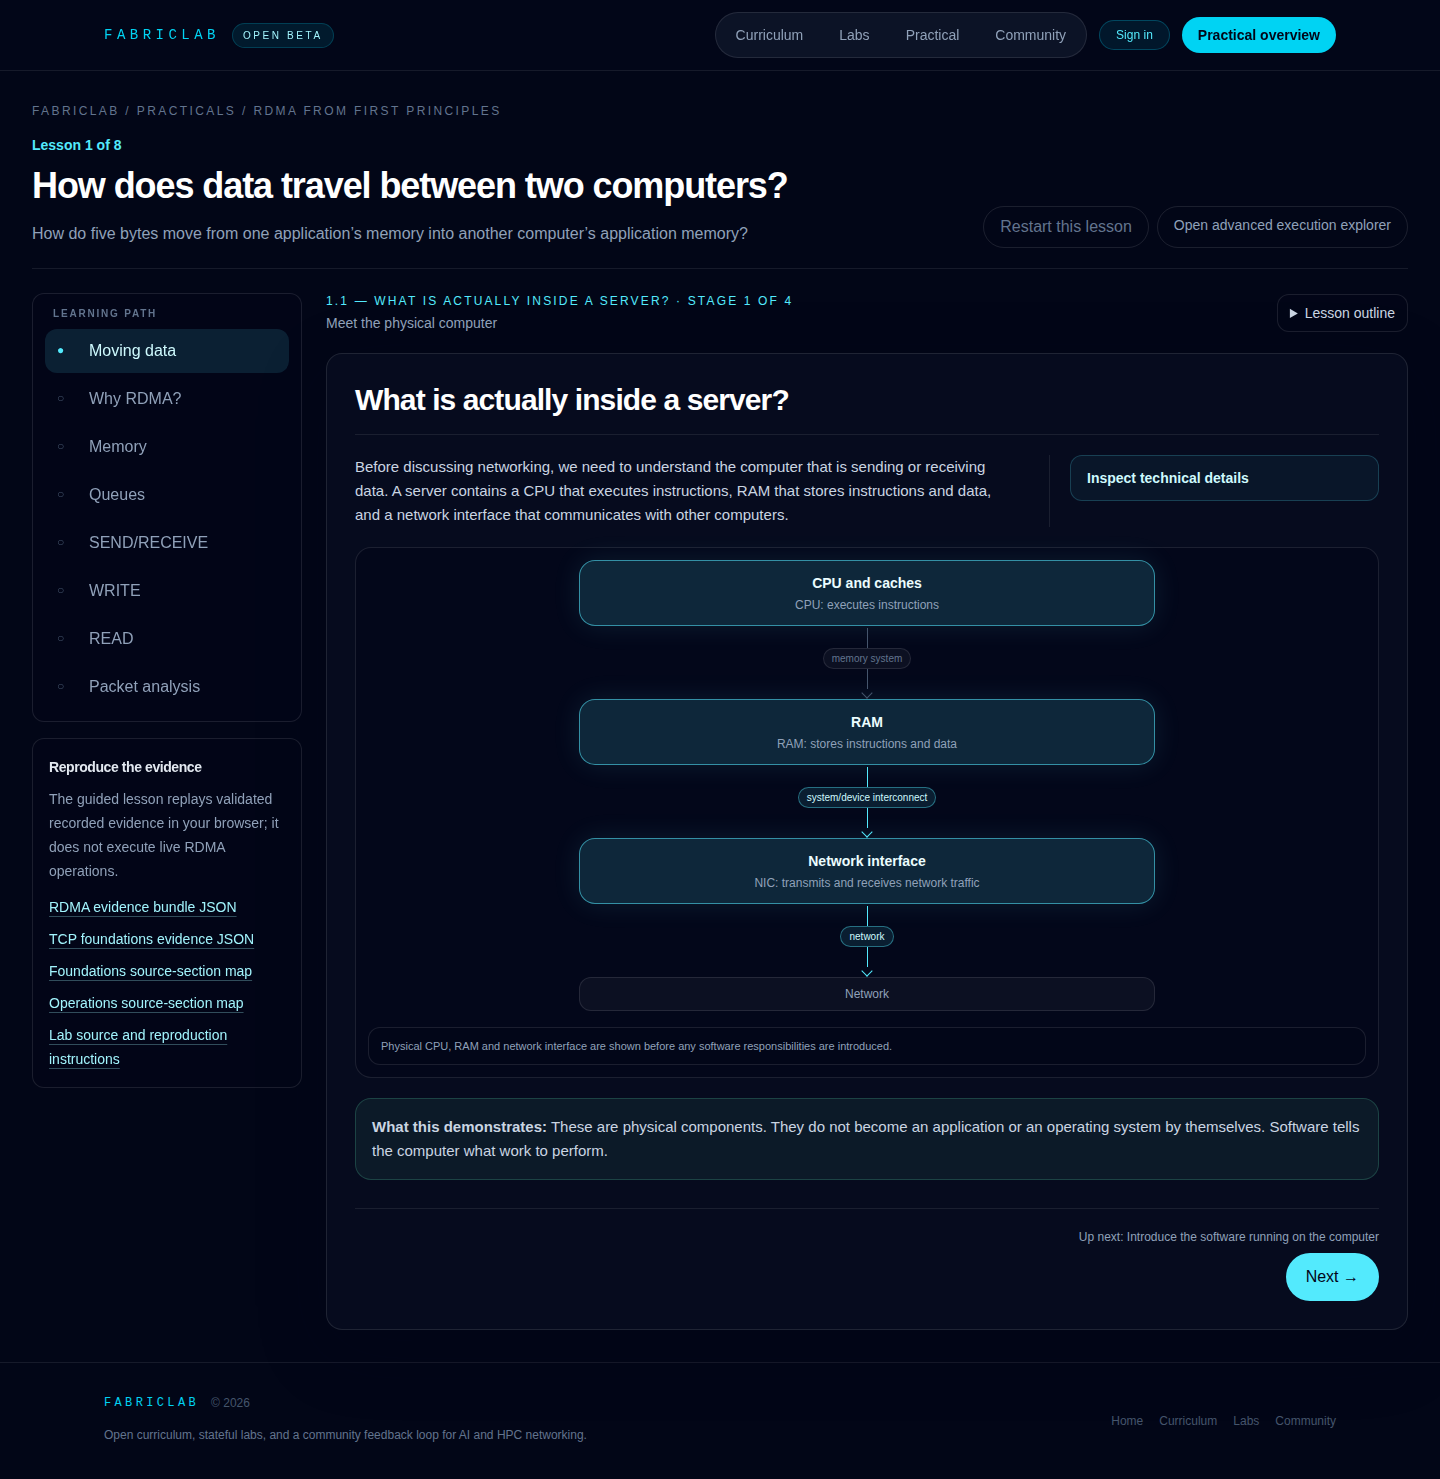 FABRICLAB
OPEN BETA
Curriculum
Labs
Practical
Community
Sign in
Practical overview
FABRICLAB / PRACTICALS / RDMA FROM FIRST PRINCIPLES
Lesson 1 of 8
How does data travel between two computers?
How do five bytes move from one application’s memory into another computer’s application memory?
Restart this lesson
Open advanced execution explorer
LEARNING PATH
Moving data
Why RDMA?
Memory
Queues
SEND/RECEIVE
WRITE
READ
Packet analysis
Reproduce the evidence
The guided lesson replays validated
recorded evidence in your browser; it
does not execute live RDMA
operations.
RDMA evidence bundle JSON
TCP foundations evidence JSON
Foundations source-section map
Operations source-section map
Lab source and reproduction
instructions
1.1 — WHAT IS ACTUALLY INSIDE A SERVER? · STAGE 1 OF 4
Meet the physical computer
▶ Lesson outline
What is actually inside a server?
Before discussing networking, we need to understand the computer that is sending or receiving
data. A server contains a CPU that executes instructions, RAM that stores instructions and data,
and a network interface that communicates with other computers.
Inspect technical details
CPU and caches
CPU: executes instructions
memory system
RAM
RAM: stores instructions and data
system/device interconnect
Network interface
NIC: transmits and receives network traffic
network
Network
Physical CPU, RAM and network interface are shown before any software responsibilities are introduced.
What this demonstrates: These are physical components. They do not become an application or an operating system by themselves. Software tells
the computer what work to perform.
Up next: Introduce the software running on the computer
Next →
FABRICLAB © 2026
Open curriculum, stateful labs, and a community feedback loop for AI and HPC networking.
Home
Curriculum
Labs
Community